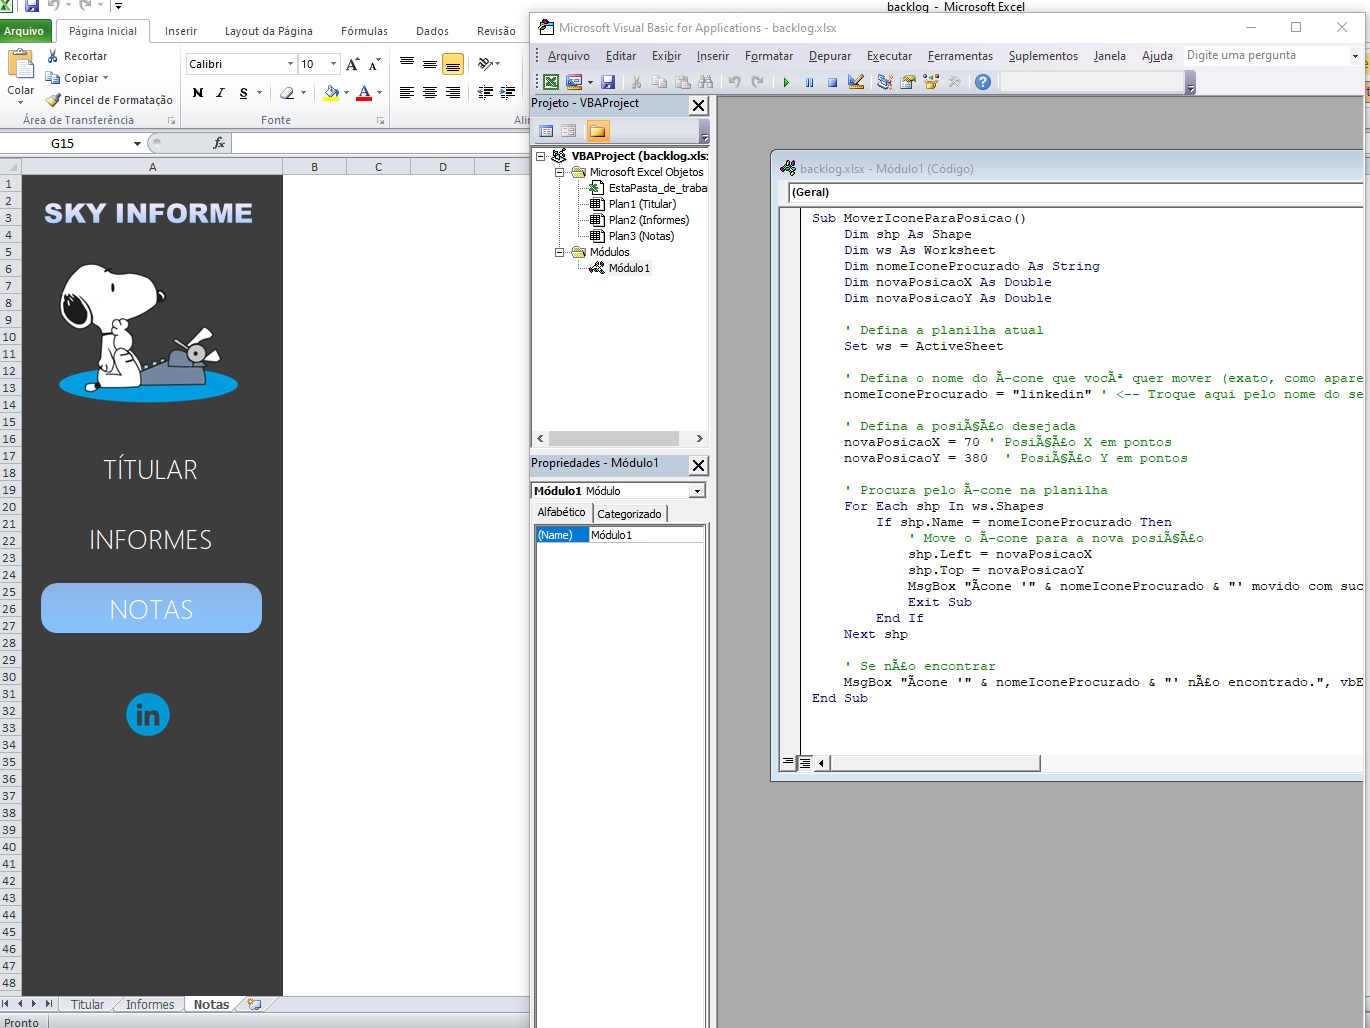 backlog - Microsoft Excel
Arquivo Página Inicial Inserir Layout da Página Fórmulas Dados Revisão
Colar
Recortar
Copiar
Pincel de Formatação
Área de Transferência
Calibri 10
N I S
Fonte
Alin
G15 fx
A B C D E
1
2
3
4
5
6
7
8
9
10
11
12
13
14
15
16
17
18
19
20
21
22
23
24
25
26
27
28
29
30
31
32
33
34
35
36
37
38
39
40
41
42
43
44
45
46
47
48
SKY INFORME
TÍTULAR
INFORMES
NOTAS
in
Titular Informes Notas
Pronto
Microsoft Visual Basic for Applications - backlog.xlsx
Arquivo Editar Exibir Inserir Formatar Depurar Executar Ferramentas Suplementos Janela Ajuda Digite uma pergunta
Projeto - VBAProject
VBAProject (backlog.xls
Microsoft Excel Objetos
EstaPasta_de_traba
Plan1 (Titular)
Plan2 (Informes)
Plan3 (Notas)
Módulos
Módulo1
Propriedades - Módulo1
Módulo1 Módulo
Alfabético Categorizado
(Name) Módulo1
backlog.xlsx - Módulo1 (Código)
(Geral)
Sub MoverIconeParaPosicao()
Dim shp As Shape
Dim ws As Worksheet
Dim nomeIconeProcurado As String
Dim novaPosicaoX As Double
Dim novaPosicaoY As Double
' Defina a planilha atual
Set ws = ActiveSheet
' Defina o nome do Ã-cone que vocÃª quer mover (exato, como apare
nomeIconeProcurado = "linkedin" ' <-- Troque aqui pelo nome do se
' Defina a posiÃ§Ã£o desejada
novaPosicaoX = 70 ' PosiÃ§Ã£o X em pontos
novaPosicaoY = 380 ' PosiÃ§Ã£o Y em pontos
' Procura pelo Ã-cone na planilha
For Each shp In ws.Shapes
If shp.Name = nomeIconeProcurado Then
' Move o Ã-cone para a nova posiÃ§Ã£o
shp.Left = novaPosicaoX
shp.Top = novaPosicaoY
MsgBox "Ãcone '" & nomeIconeProcurado & "' movido com suc
Exit Sub
End If
Next shp
' Se nÃ£o encontrar
MsgBox "Ãcone '" & nomeIconeProcurado & "' nÃ£o encontrado.", vbE
End Sub